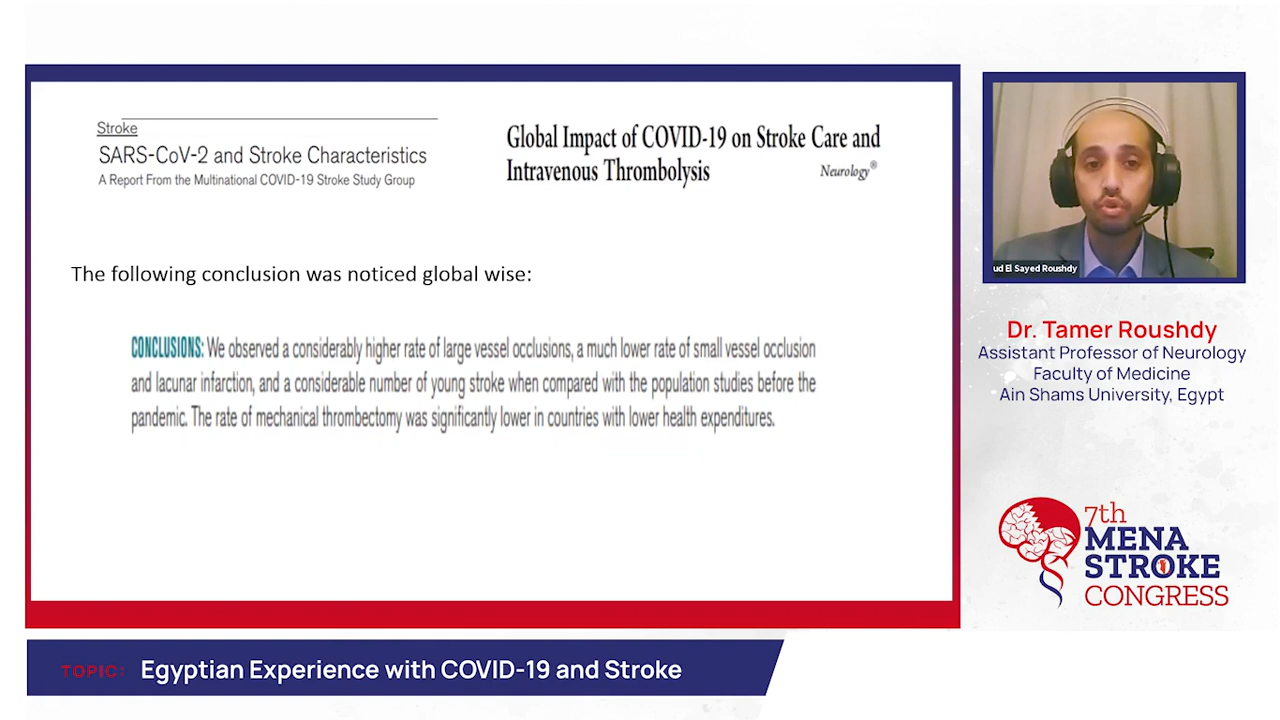 Stroke
SARS-CoV-2 and Stroke Characteristics
A Report From the Multinational COVID-19 Stroke Study Group
Global Impact of COVID-19 on Stroke Care and
Intravenous Thrombolysis
Neurology®
The following conclusion was noticed global wise:
CONCLUSIONS: We observed a considerably higher rate of large vessel occlusions, a much lower rate of small vessel occlusion
and lacunar infarction, and a considerable number of young stroke when compared with the population studies before the
pandemic. The rate of mechanical thrombectomy was significantly lower in countries with lower health expenditures.
ud El Sayed Roushdy
Dr. Tamer Roushdy
Assistant Professor of Neurology
Faculty of Medicine
Ain Shams University, Egypt
7th
MENA
STROKE
CONGRESS
TOPIC: Egyptian Experience with COVID-19 and Stroke